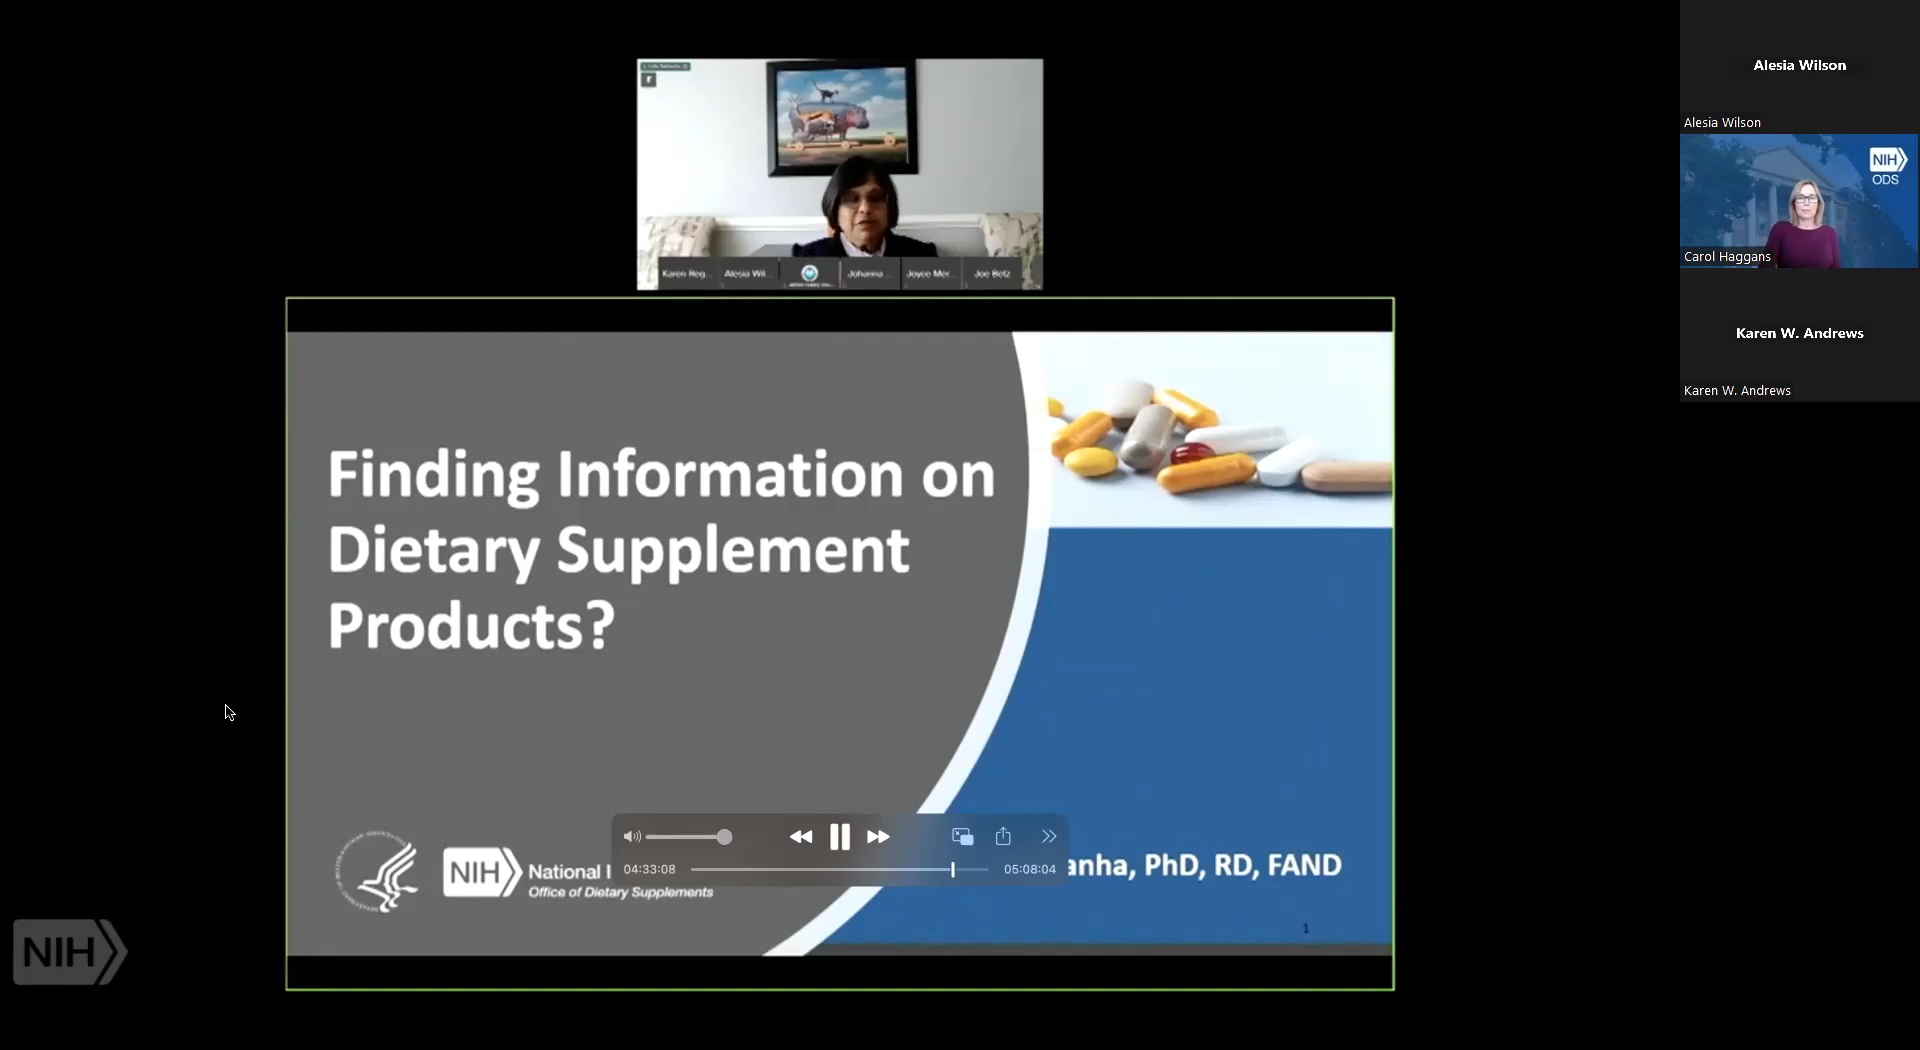 Alesia Wilson
Alesia Wilson
NIH
ODS
Carol Haggans
Karen W. Andrews
Karen W. Andrews
Karen Reg...
Alesia Wil...
Johanna ...
Joyce Mer...
Joe Betz
Finding Information on
Dietary Supplement
Products?
NIH
National I
Office of Dietary Supplements
anha, PhD, RD, FAND
04:33:08
05:08:04
1
NIH